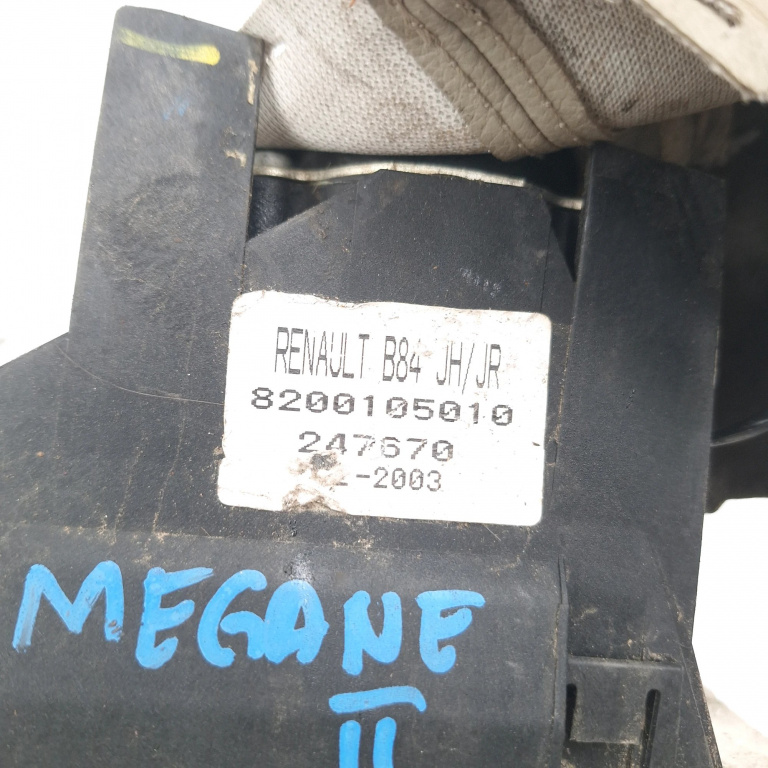 RENAULT B84 JH/JR
8200105010
247670
-2003
MEGANE
II